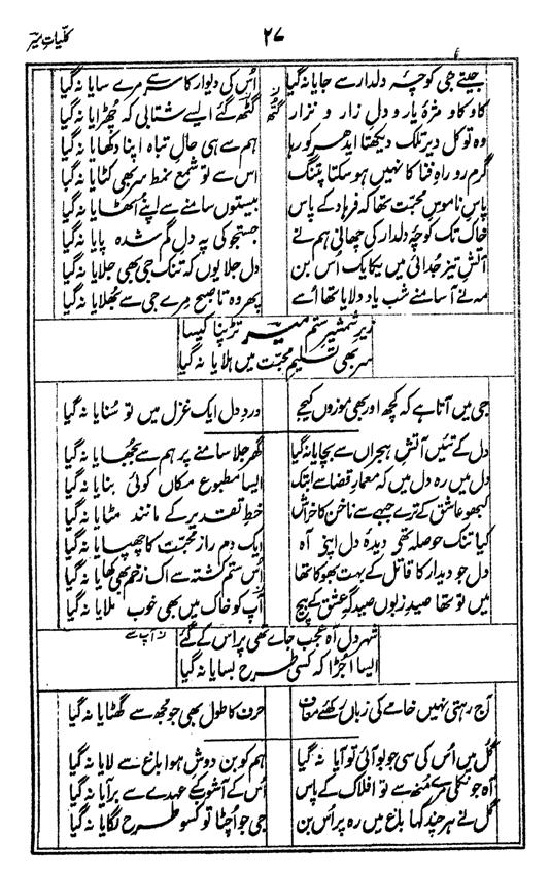 کلیاتِ میر
۲۷
جیتے جی کوچۂ دلدار سے جایا نہ گیا اُس کی دیوار کا سر سے مرے سایا نہ گیا
کاو کاوِ مژۂ یار و دلِ زار و نزار گتھ گئے ایسے شتابی کہ چھڑایا نہ گیا
وہ تو کل دیر تلک دیکھتا ایدھر کو رہا ہم سے ہی حالِ تباہ اپنا دکھایا نہ گیا
گرم رو راہِ فنا کا نہیں ہو سکتا پتنگ اس سے تو شمع نمط سر بھی کٹایا نہ گیا
پاسِ ناموسِ محبت تھا کہ فرہاد کے پاس بیستوں سامنے سے اپنے اُٹھایا نہ گیا
خاک تک کوچۂ دلدار کی چھانی ہم نے جستجو کی پہ دلِ گم شدہ پایا نہ گیا
آتشِ تیز جدائی میں یکایک اُس بن دل جلا یوں کہ تنک جی بھی جلایا نہ گیا
مہ نے آ سامنے شب یاد دلایا تھا اُسے پھر وہ تا صبح مرے جی سے بھلایا نہ گیا
زیرِ شمشیرِ ستم میر تڑپنا کیسا
سر بھی تسلیمِ محبت میں ہلایا نہ گیا
جی میں آتا ہے کہ کچھ اور بھی موزوں کیجے دردِ دل ایک غزل میں تو سُنایا نہ گیا
دل کے تئیں آتشِ ہجراں سے بچایا نہ گیا گھر جلا سامنے پر ہم سے بجھایا نہ گیا
دل میں رہ دل میں کہ معمارِ قضا سے ابتک ایسا مطبوع مکاں کوئی بنایا نہ گیا
کبھو عاشق کے ترے جبہے سے ناخن کا خراش خطِ تقدیر کے مانند مٹایا نہ گیا
کیا تنک حوصلہ تھے دیدہ و دل اپنے آہ ایک دم راز محبت کا چھپایا نہ گیا
دل جو دیدار کا قاتل کے بہت بھوکا تھا اُس ستم کشتہ سے اک زخم بھی کھایا نہ گیا
میں تو تھا صیدِ زبوں صیدگہِ عشق کے بیچ آپ کو خاک میں بھی خوب ملایا نہ گیا
شہرِ دل آہ عجب جائے تھی پر اس کے گئے
ایسا اُجڑا کہ کسی طرح بسایا نہ گیا
آج رہتی نہیں خامے کی زباں رکھیے معاف حرف کا طول بھی جو مجھ سے گھٹایا نہ گیا
گل میں اُس کی سی جو بو آئی تو آیا نہ گیا ہم کو بن دوشِ ہوا باغ سے لایا نہ گیا
آہ جو نکلی مرے منہ سے تو افلاک کے پاس اُس کے آشوب کے عہدے سے برآیا نہ گیا
گل نے ہر چند کہا باغ میں رہ پر اُس بن جی جو اُچٹا تو کسو طرح لگایا نہ گیا